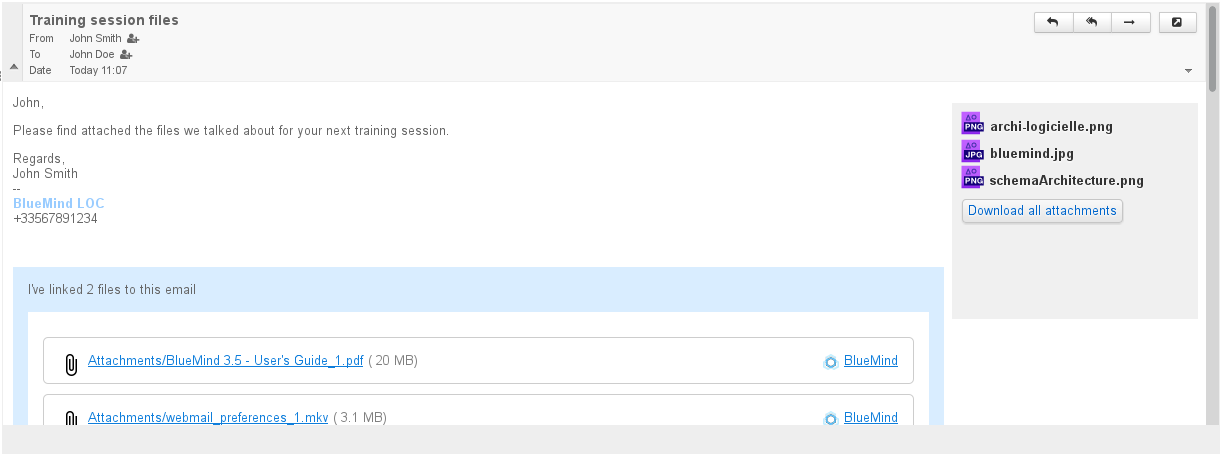 Training session files
From John Smith
To John Doe
Date Today 11:07
John,
Please find attached the files we talked about for your next training session.
Regards,
John Smith
--
BlueMind LOC
+33567891234
PNG archi-logicielle.png
JPG bluemind.jpg
PNG schemaArchitecture.png
Download all attachments
I've linked 2 files to this email
Attachments/BlueMind 3.5 - User's Guide_1.pdf ( 20 MB) BlueMind
Attachments/webmail_preferences_1.mkv ( 3.1 MB) BlueMind